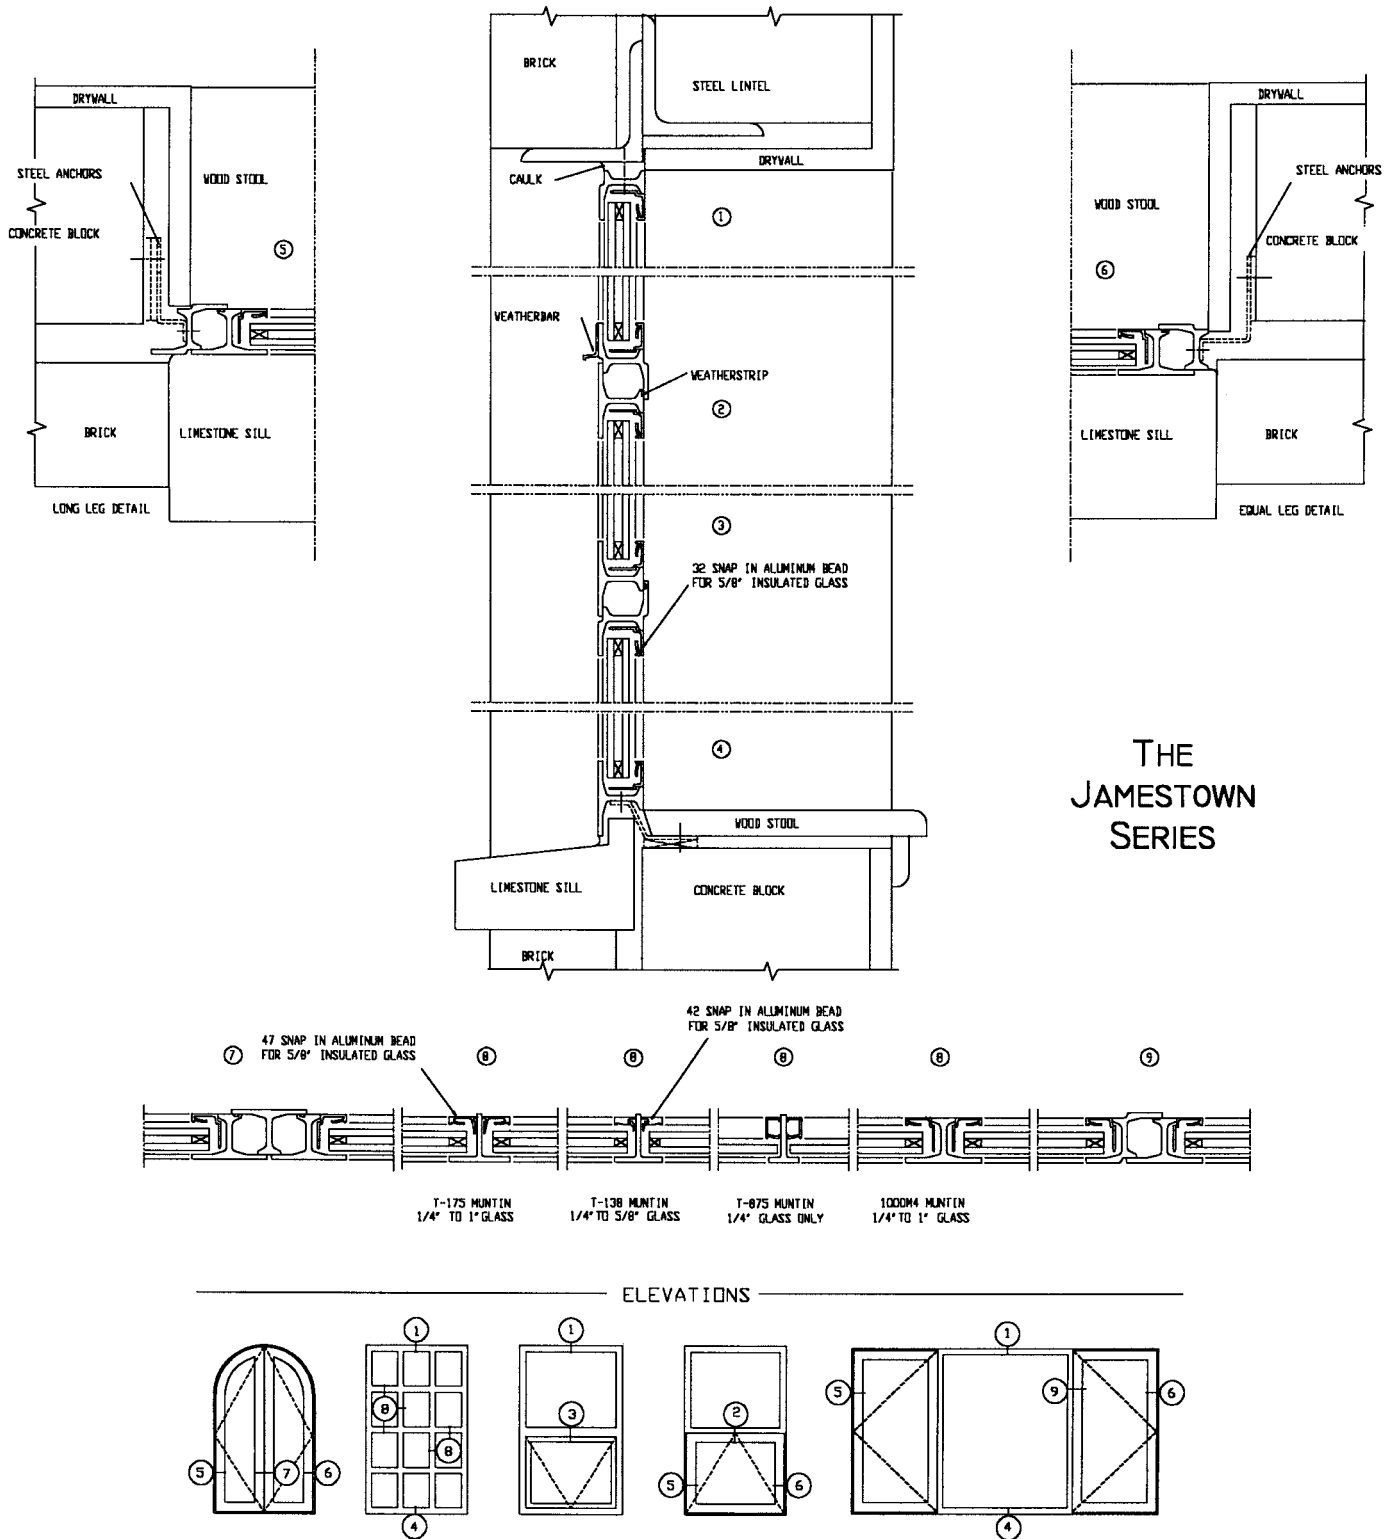 BRICK
STEEL LINTEL
DRYWALL
CAULK
DRYWALL
STEEL ANCHORS
WOOD STOOL
CONCRETE BLOCK
5
BRICK
LIMESTONE SILL
LONG LEG DETAIL
1
WEATHERBAR
WEATHERSTRIP
2
3
32 SNAP IN ALUMINUM BEAD
FOR 5/8" INSULATED GLASS
4
WOOD STOOL
LIMESTONE SILL
CONCRETE BLOCK
BRICK
DRYWALL
STEEL ANCHORS
WOOD STOOL
CONCRETE BLOCK
6
LIMESTONE SILL
BRICK
EQUAL LEG DETAIL
THE
JAMESTOWN
SERIES
7
47 SNAP IN ALUMINUM BEAD
FOR 5/8" INSULATED GLASS
8
8
42 SNAP IN ALUMINUM BEAD
FOR 5/8" INSULATED GLASS
8
8
9
T-175 MUNTIN
1/4" TO 1" GLASS
T-138 MUNTIN
1/4" TO 5/8" GLASS
T-875 MUNTIN
1/4" GLASS ONLY
1000M4 MUNTIN
1/4" TO 1" GLASS
ELEVATIONS
5
7
6
1
8
8
4
1
3
2
5
6
1
5
9
6
4